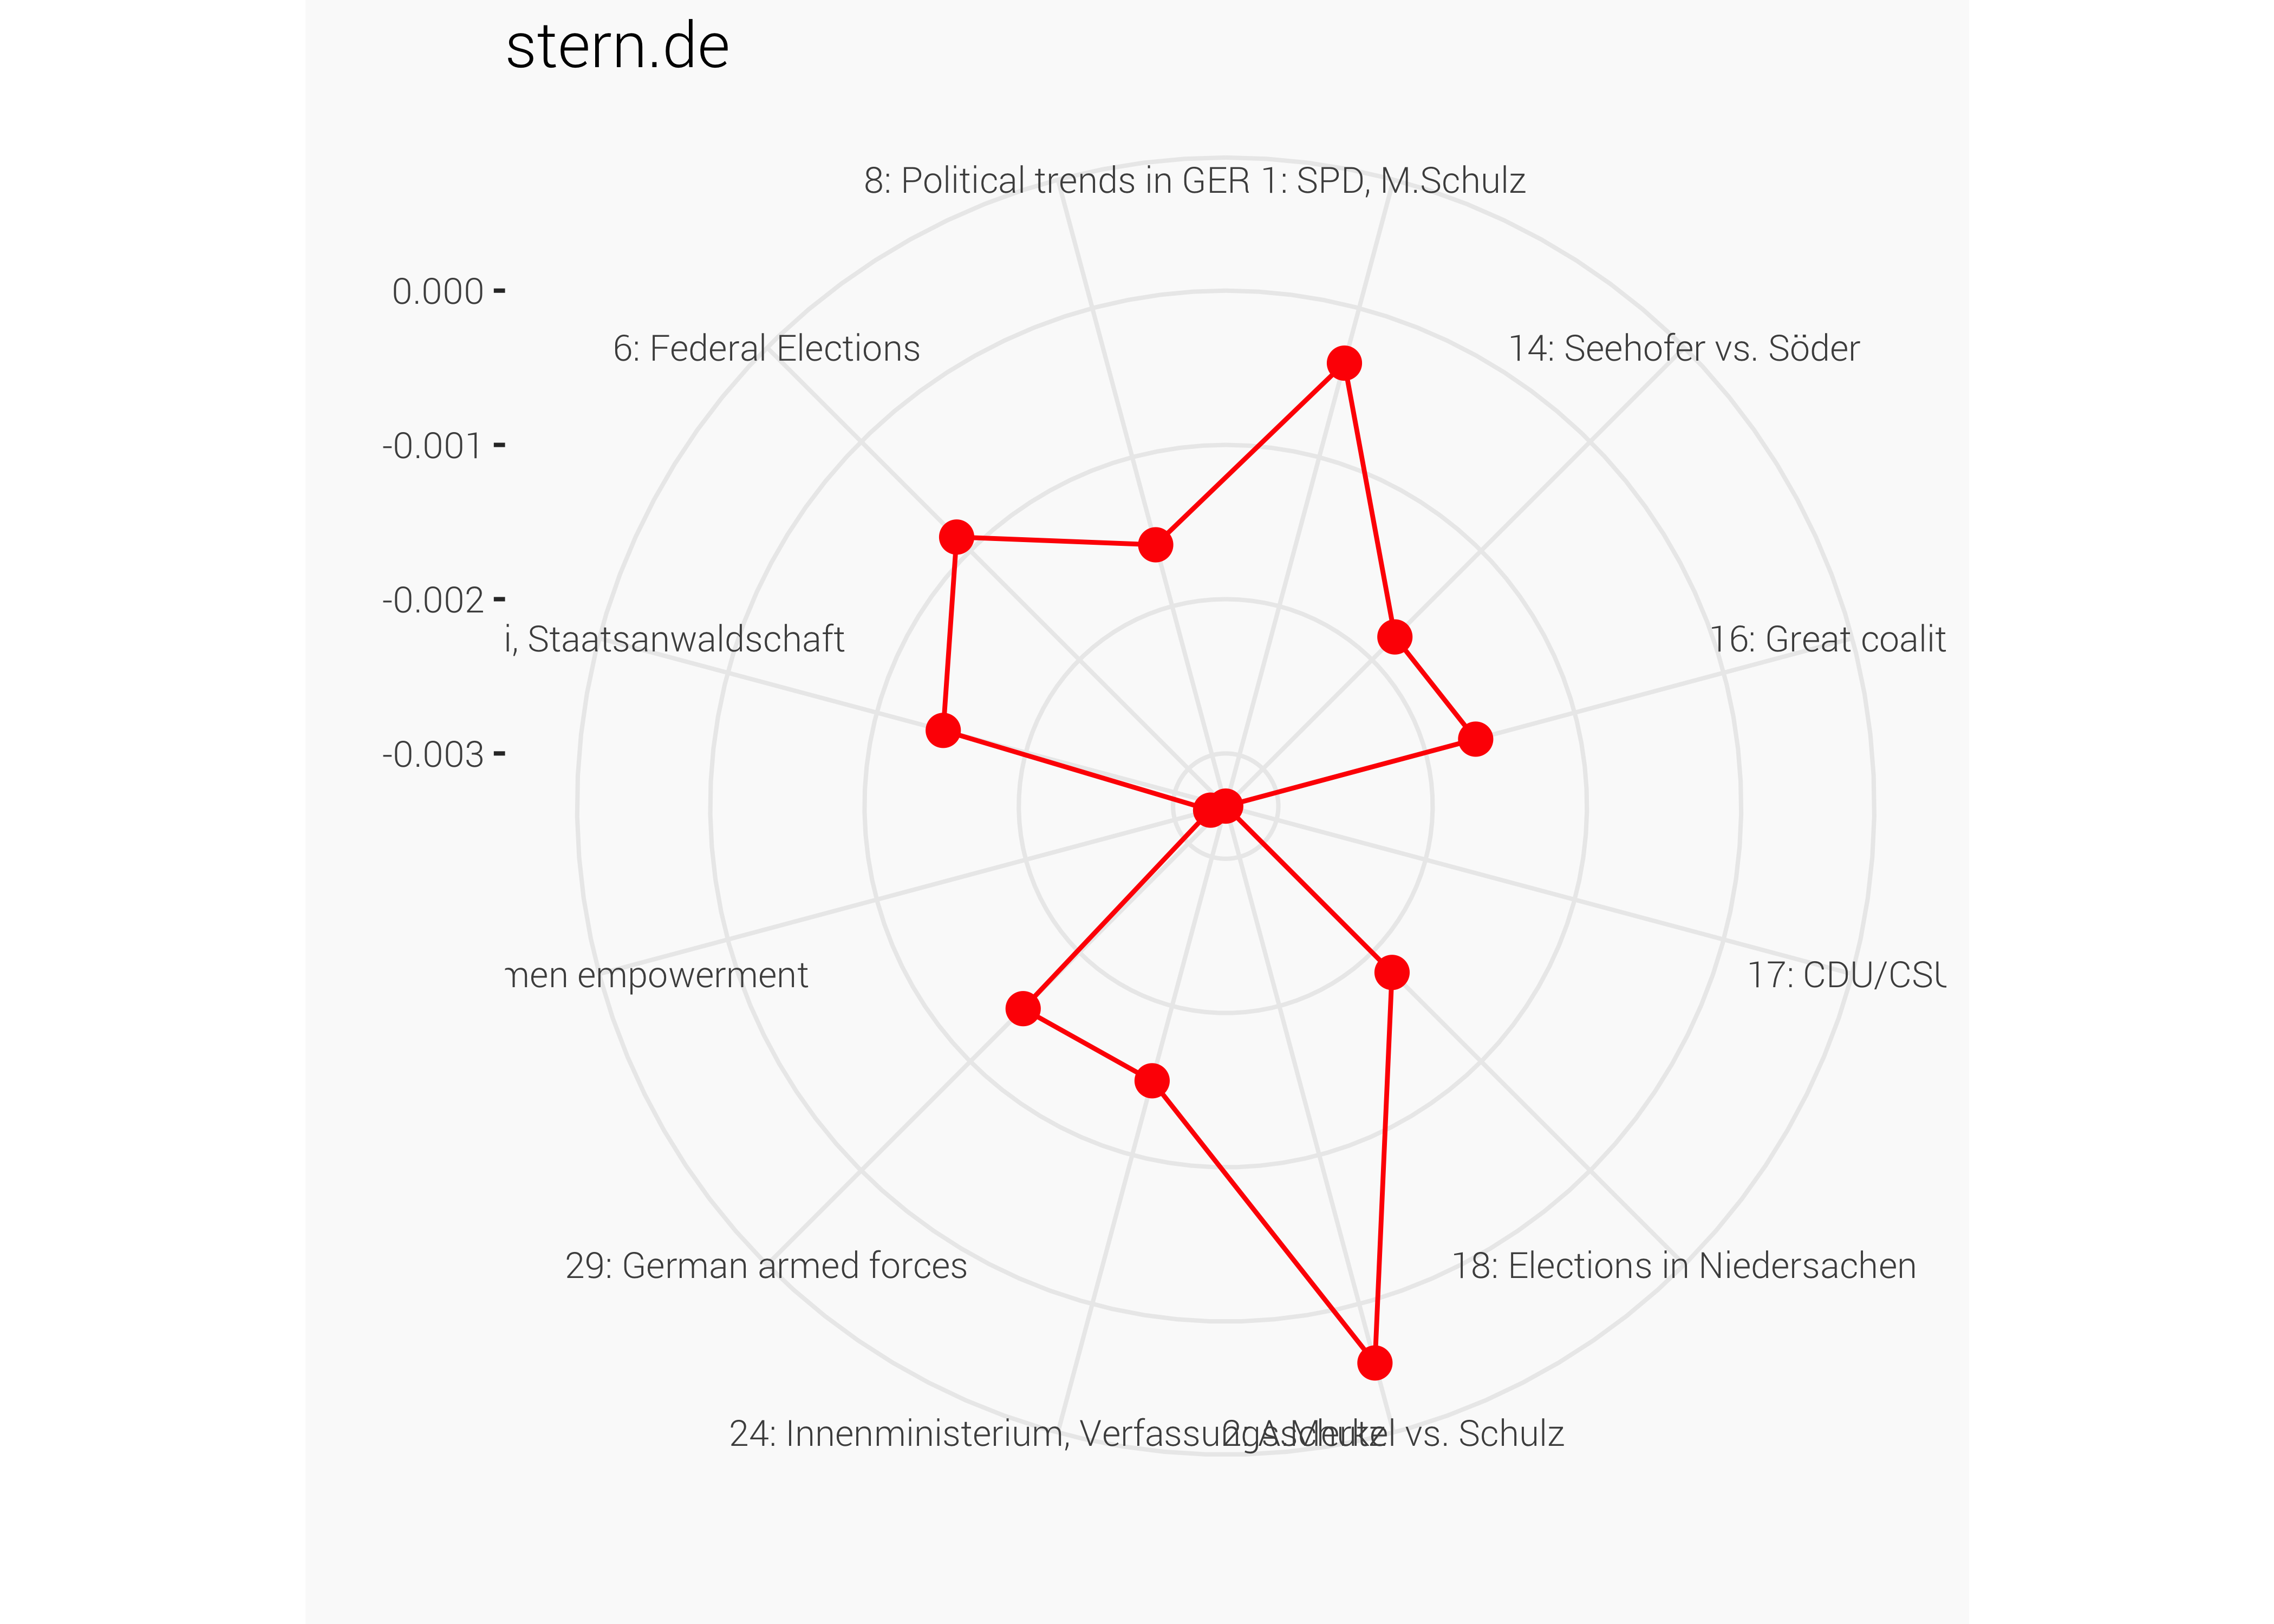 stern.de
8: Political trends in GER
1: SPD, M.Schulz
0.000
6: Federal Elections
14: Seehofer vs. Söder
-0.001
-0.002
i, Staatsanwaldschaft
16: Great coalit
-0.003
empowerment
17: CDU/CSU
29: German armed forces
18: Elections in Niedersachen
24: Innenministerium, Verfassungsschutz
2: A.Merkel vs. Schulz